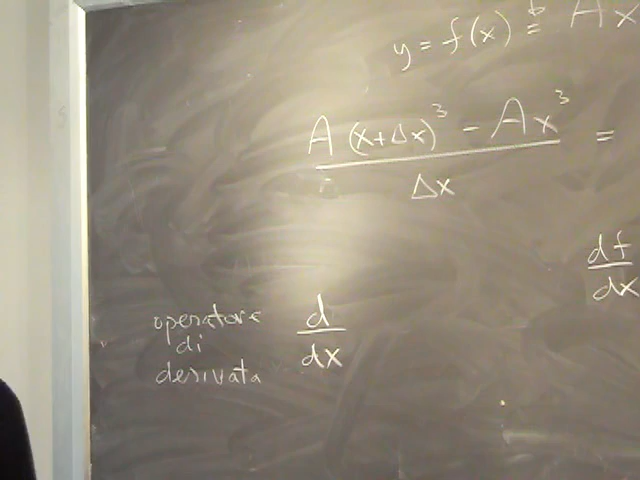 y = f(x) = Ax
A(x+Δx)³ - Ax³ =
Δx
df
dx
operatore d
di dx
derivata